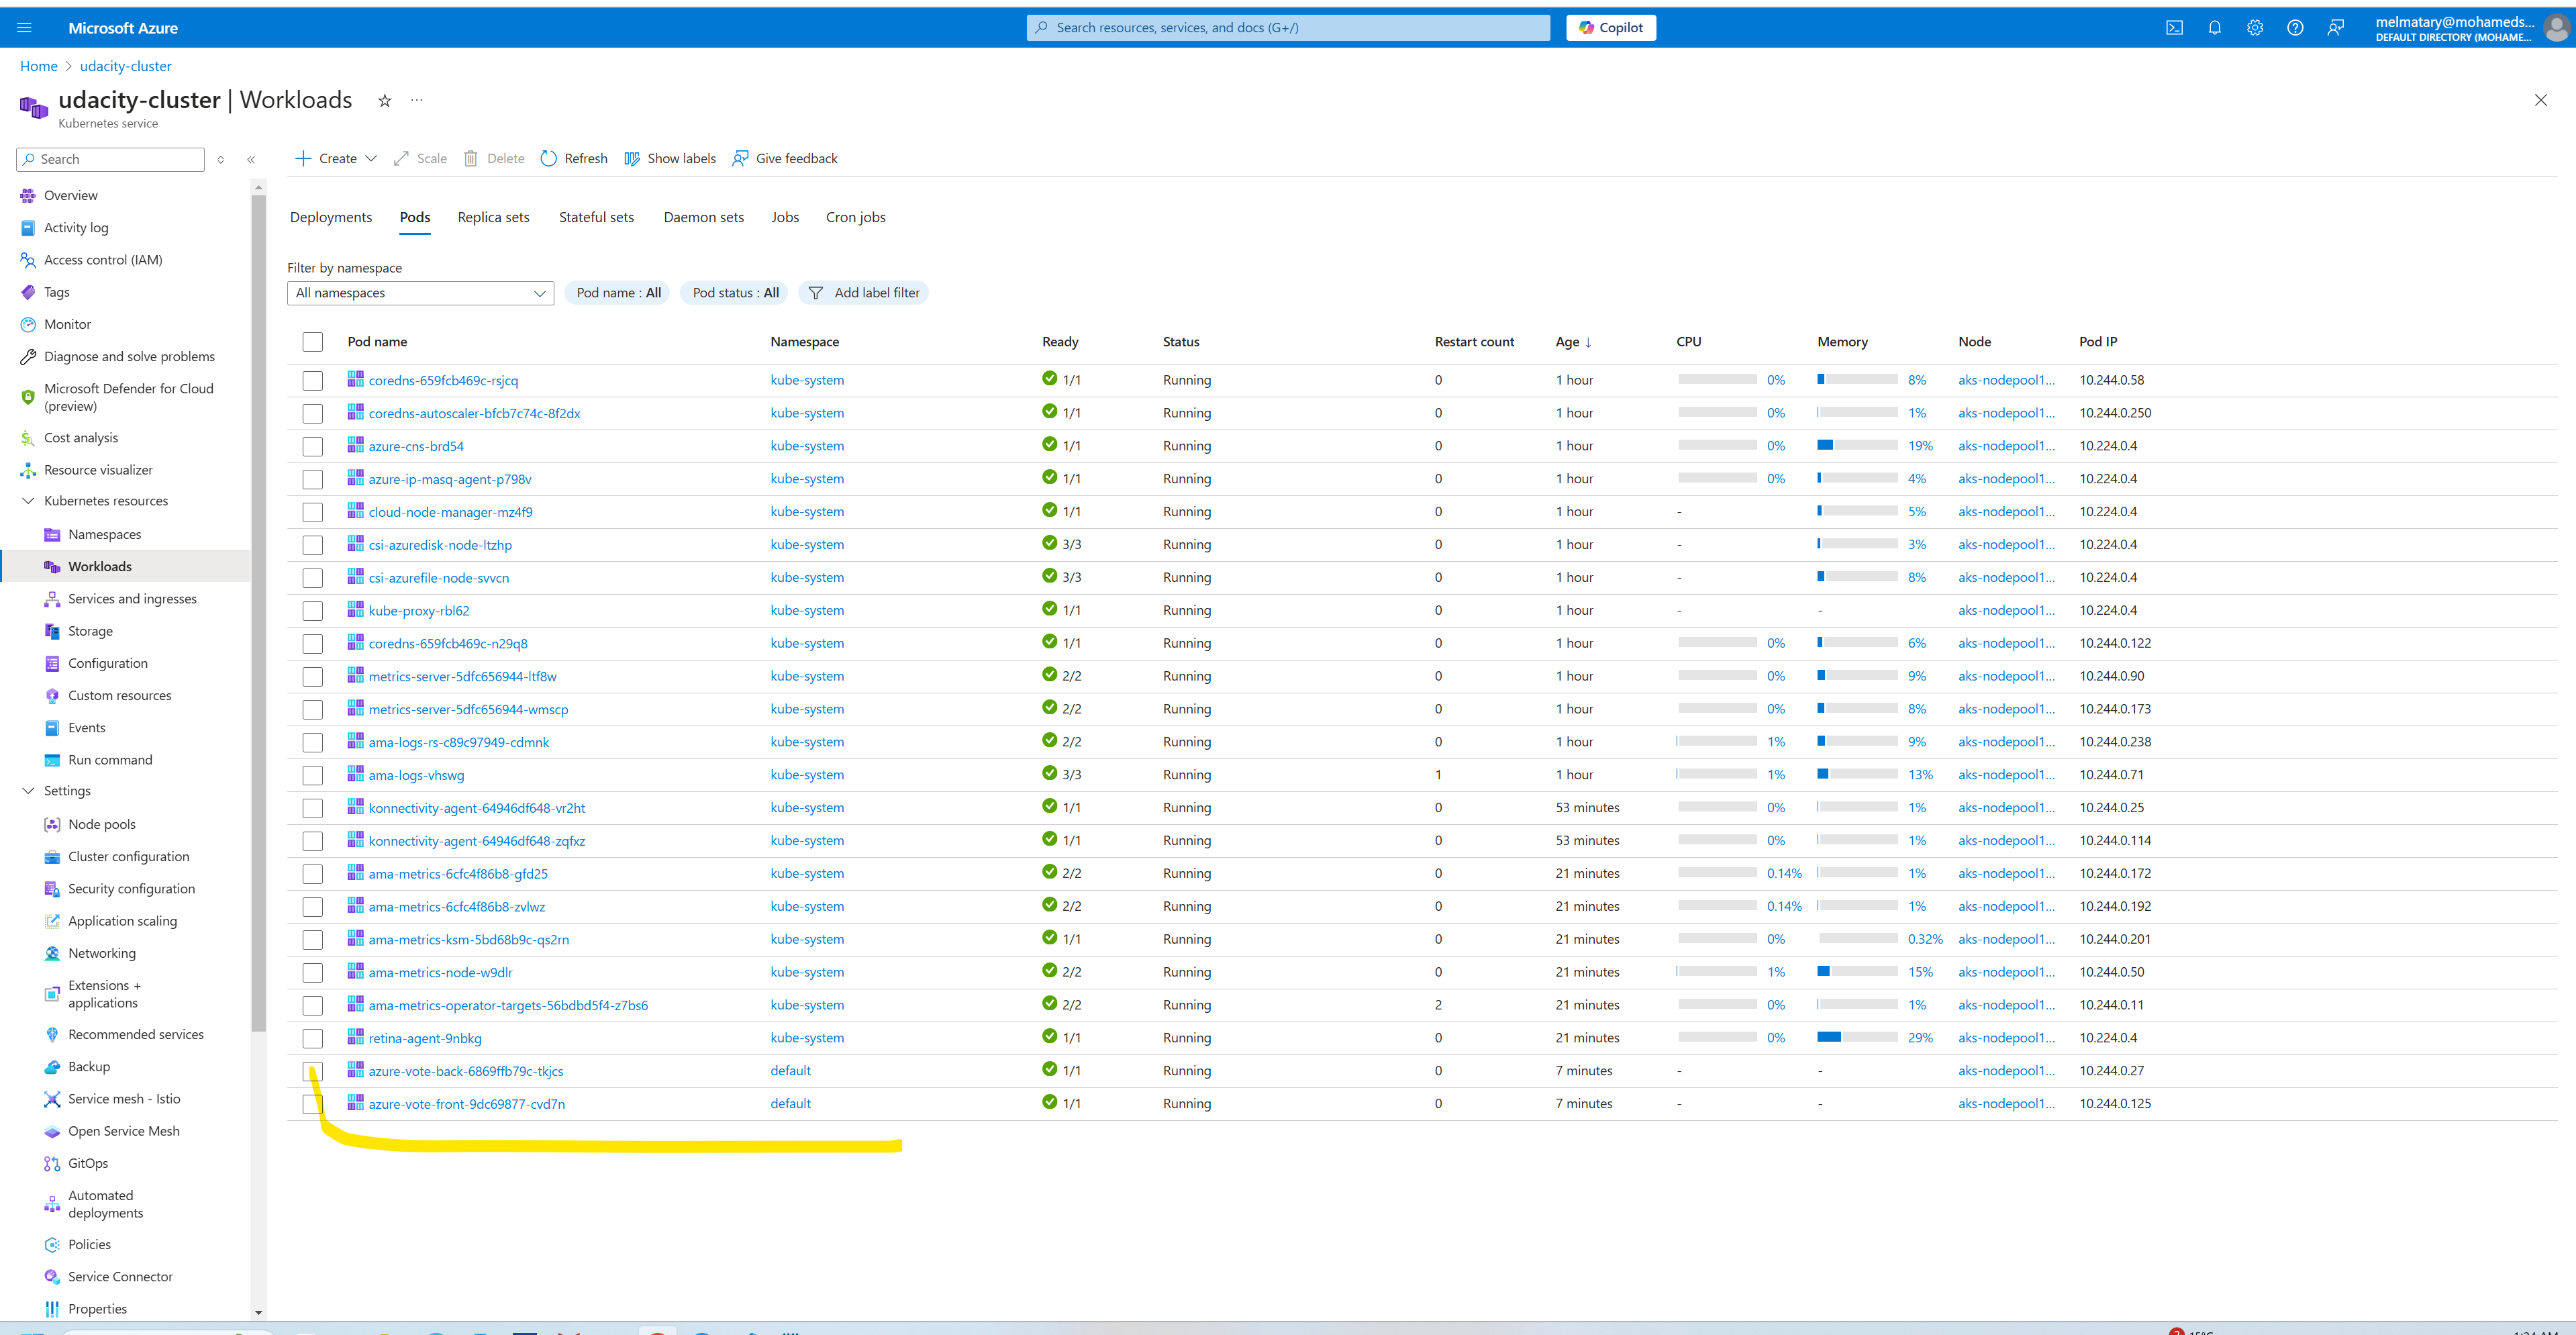 Microsoft Azure
Search resources, services, and docs (G+/)
Copilot
melmatary@mohameds...
DEFAULT DIRECTORY (MOHAME...
Home > udacity-cluster
udacity-cluster | Workloads
Kubernetes service
Search
Create Scale Delete Refresh Show labels Give feedback
Overview
Activity log
Access control (IAM)
Tags
Monitor
Diagnose and solve problems
Microsoft Defender for Cloud
(preview)
Cost analysis
Resource visualizer
Kubernetes resources
Namespaces
Workloads
Services and ingresses
Storage
Configuration
Custom resources
Events
Run command
Settings
Node pools
Cluster configuration
Security configuration
Application scaling
Networking
Extensions +
applications
Recommended services
Backup
Service mesh - Istio
Open Service Mesh
GitOps
Automated
deployments
Policies
Service Connector
Properties
Deployments Pods Replica sets Stateful sets Daemon sets Jobs Cron jobs
Filter by namespace
All namespaces Pod name : All Pod status : All Add label filter
Pod name Namespace Ready Status Restart count Age ↓ CPU Memory Node Pod IP
coredns-659fcb469c-rsjcq kube-system 1/1 Running 0 1 hour 0% 8% aks-nodepool1... 10.244.0.58
coredns-autoscaler-bfcb7c74c-8f2dx kube-system 1/1 Running 0 1 hour 0% 1% aks-nodepool1... 10.244.0.250
azure-cns-brd54 kube-system 1/1 Running 0 1 hour 0% 19% aks-nodepool1... 10.224.0.4
azure-ip-masq-agent-p798v kube-system 1/1 Running 0 1 hour 0% 4% aks-nodepool1... 10.224.0.4
cloud-node-manager-mz4f9 kube-system 1/1 Running 0 1 hour - 5% aks-nodepool1... 10.224.0.4
csi-azuredisk-node-ltzhp kube-system 3/3 Running 0 1 hour - 3% aks-nodepool1... 10.224.0.4
csi-azurefile-node-svvcn kube-system 3/3 Running 0 1 hour - 8% aks-nodepool1... 10.224.0.4
kube-proxy-rbl62 kube-system 1/1 Running 0 1 hour - - aks-nodepool1... 10.224.0.4
coredns-659fcb469c-n29q8 kube-system 1/1 Running 0 1 hour 0% 6% aks-nodepool1... 10.244.0.122
metrics-server-5dfc656944-ltf8w kube-system 2/2 Running 0 1 hour 0% 9% aks-nodepool1... 10.244.0.90
metrics-server-5dfc656944-wmscp kube-system 2/2 Running 0 1 hour 0% 8% aks-nodepool1... 10.244.0.173
ama-logs-rs-c89c97949-cdmnk kube-system 2/2 Running 0 1 hour 1% 9% aks-nodepool1... 10.244.0.238
ama-logs-vhswg kube-system 3/3 Running 1 1 hour 1% 13% aks-nodepool1... 10.244.0.71
konnectivity-agent-64946df648-vr2ht kube-system 1/1 Running 0 53 minutes 0% 1% aks-nodepool1... 10.244.0.25
konnectivity-agent-64946df648-zqfxz kube-system 1/1 Running 0 53 minutes 0% 1% aks-nodepool1... 10.244.0.114
ama-metrics-6cfc4f86b8-gfd25 kube-system 2/2 Running 0 21 minutes 0.14% 1% aks-nodepool1... 10.244.0.172
ama-metrics-6cfc4f86b8-zvlwz kube-system 2/2 Running 0 21 minutes 0.14% 1% aks-nodepool1... 10.244.0.192
ama-metrics-ksm-5bd68b9c-qs2rn kube-system 1/1 Running 0 21 minutes 0% 0.32% aks-nodepool1... 10.244.0.201
ama-metrics-node-w9dlr kube-system 2/2 Running 0 21 minutes 1% 15% aks-nodepool1... 10.244.0.50
ama-metrics-operator-targets-56bdbd5f4-z7bs6 kube-system 2/2 Running 2 21 minutes 0% 1% aks-nodepool1... 10.244.0.11
retina-agent-9nbkg kube-system 1/1 Running 0 21 minutes 0% 29% aks-nodepool1... 10.224.0.4
azure-vote-back-6869ffb79c-tkjcs default 1/1 Running 0 7 minutes - - aks-nodepool1... 10.244.0.27
azure-vote-front-9dc69877-cvd7n default 1/1 Running 0 7 minutes - - aks-nodepool1... 10.244.0.125